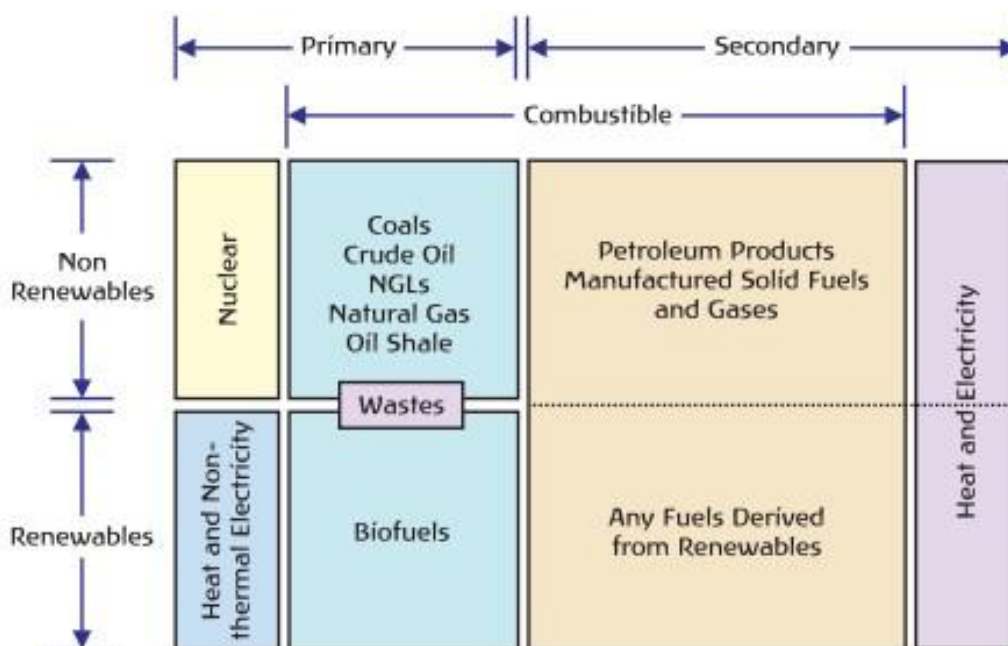 Primary
Secondary
Combustible
Non
Renewables
Nuclear
Coals
Crude Oil
NGLs
Natural Gas
Oil Shale
Petroleum Products
Manufactured Solid Fuels
and Gases
Heat and Electricity
Wastes
Renewables
Heat and Non-
thermal Electricity
Biofuels
Any Fuels Derived
from Renewables